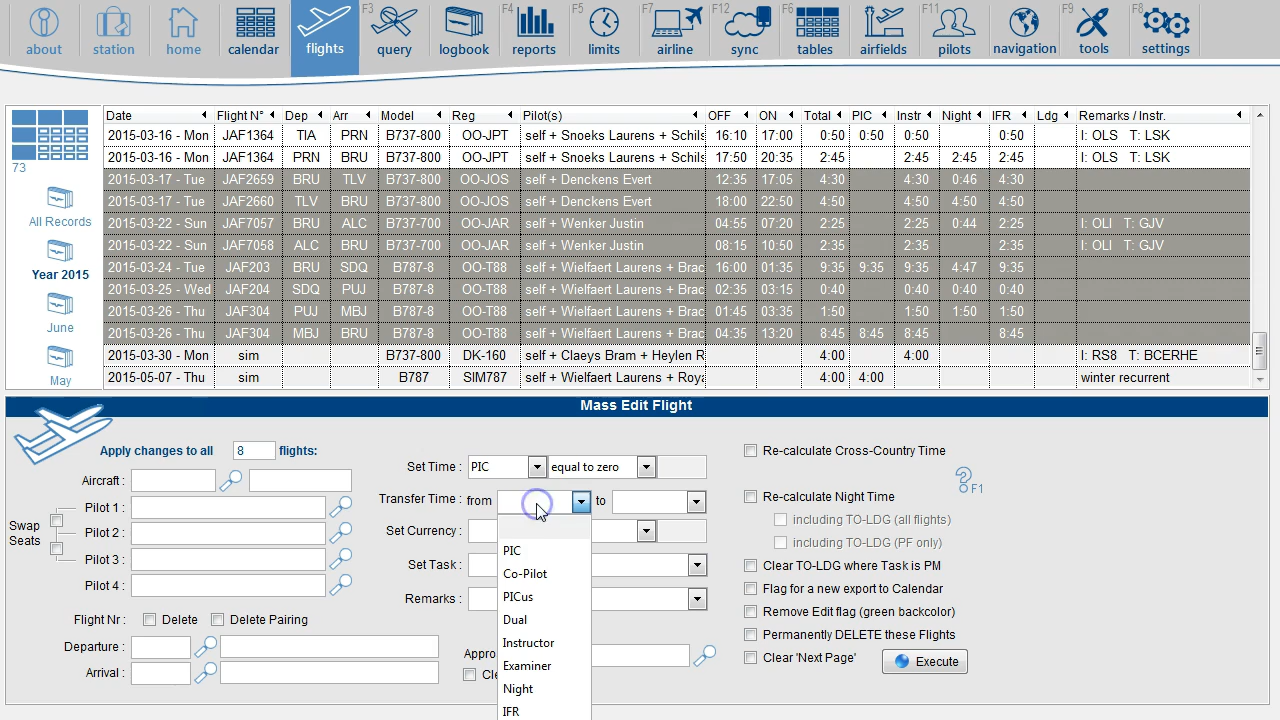 F3 F4 F5 F7 F12 F6 F11 F9 F8
about station home calendar flights query logbook reports limits airline sync tables airfields pilots navigation tools settings
Date Flight N° Dep Arr Model Reg Pilot(s) OFF ON Total PIC Instr Night IFR Ldg Remarks / Instr.
2015-03-16 - Mon JAF1364 TIA PRN B737-800 OO-JPT self + Snoeks Laurens + Schils 16:10 17:00 0:50 0:50 0:50 0:50 I: OLS T: LSK
2015-03-16 - Mon JAF1364 PRN BRU B737-800 OO-JPT self + Snoeks Laurens + Schils 17:50 20:35 2:45 2:45 2:45 2:45 I: OLS T: LSK
2015-03-17 - Tue JAF2659 BRU TLV B737-800 OO-JOS self + Denckens Evert 12:35 17:05 4:30 4:30 0:46 4:30
2015-03-17 - Tue JAF2660 TLV BRU B737-800 OO-JOS self + Denckens Evert 18:00 22:50 4:50 4:50 4:50 4:50
2015-03-22 - Sun JAF7057 BRU ALC B737-700 OO-JAR self + Wenker Justin 04:55 07:20 2:25 2:25 0:44 2:25 I: OLI T: GJV
2015-03-22 - Sun JAF7058 ALC BRU B737-700 OO-JAR self + Wenker Justin 08:15 10:50 2:35 2:35 2:35 I: OLI T: GJV
2015-03-24 - Tue JAF203 BRU SDQ B787-8 OO-T88 self + Wielfaert Laurens + Brac 16:00 01:35 9:35 9:35 9:35 4:47 9:35
2015-03-25 - Wed JAF204 SDQ PUJ B787-8 OO-T88 self + Wielfaert Laurens + Brac 02:35 03:15 0:40 0:40 0:40 0:40
2015-03-26 - Thu JAF304 PUJ MBJ B787-8 OO-T88 self + Wielfaert Laurens + Brac 01:45 03:35 1:50 1:50 1:50 1:50
2015-03-26 - Thu JAF304 MBJ BRU B787-8 OO-T88 self + Wielfaert Laurens + Brac 04:35 13:20 8:45 8:45 8:45 8:45
2015-03-30 - Mon sim B737-800 DK-160 self + Claeys Bram + Heylen R 4:00 4:00 I: RS8 T: BCERHE
2015-05-07 - Thu sim B787 SIM787 self + Wielfaert Laurens + Roya 4:00 4:00 winter recurrent
73
All Records
Year 2015
June
May
Mass Edit Flight
Apply changes to all 8 flights:
Aircraft :
Swap Seats
Pilot 1 :
Pilot 2 :
Pilot 3 :
Pilot 4 :
Flight Nr : Delete Delete Pairing
Departure :
Arrival :
Set Time : PIC equal to zero
Transfer Time : from to
Set Currency :
Set Task :
Remarks :
Appro
Cle
PIC
Co-Pilot
PICus
Dual
Instructor
Examiner
Night
IFR
Re-calculate Cross-Country Time
F1
Re-calculate Night Time
including TO-LDG (all flights)
including TO-LDG (PF only)
Clear TO-LDG where Task is PM
Flag for a new export to Calendar
Remove Edit flag (green backcolor)
Permanently DELETE these Flights
Clear 'Next Page' Execute